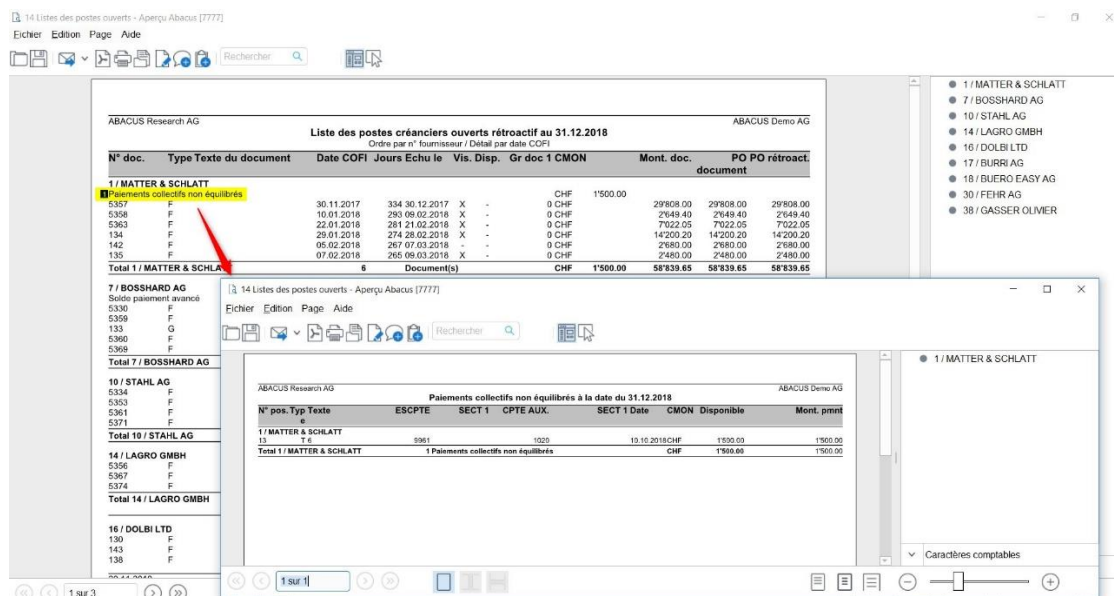 14 Listes des postes ouverts - Aperçu Abacus [7777]
Eichier Edition Page Aide
Rechercher
ABACUS Research AG ABACUS Demo AG
Liste des postes créanciers ouverts rétroactif au 31.12.2018
Ordre par n° fournisseur / Détail par date COFI
N° doc. Type Texte du document Date COFI Jours Echu le Vis. Disp. Gr doc 1 CMON Mont. doc. PO PO rétroact.
document
1 / MATTER & SCHLATT
1 Paiements collectifs non équilibrés CHF 1'500.00
5357 F 30.11.2017 334 30.12.2017 X - 0 CHF 29'808.00 29'808.00 29'808.00
5358 F 10.01.2018 293 09.02.2018 X - 0 CHF 2'649.40 2'649.40 2'649.40
5363 F 22.01.2018 281 21.02.2018 X - 0 CHF 7'022.05 7'022.05 7'022.05
134 F 29.01.2018 274 28.02.2018 X - 0 CHF 14'200.20 14'200.20 14'200.20
142 F 05.02.2018 267 07.03.2018 - - 0 CHF 2'680.00 2'680.00 2'680.00
135 F 07.02.2018 265 09.03.2018 X - 0 CHF 2'480.00 2'480.00 2'480.00
Total 1 / MATTER & SCHLA 6 Document(s) CHF 1'500.00 58'839.65 58'839.65 58'839.65
7 / BOSSHARD AG
Solde paiement avancé
5330 F
5359 F
133 G
5360 F
5369 F
Total 7 / BOSSHARD AG
10 / STAHL AG
5334 F
5353 F
5361 F
5371 F
Total 10 / STAHL AG
14 / LAGRO GMBH
5356 F
5367 F
5374 F
Total 14 / LAGRO GMBH
16 / DOLBI LTD
130 F
143 F
138 F
1 sur 3
1 / MATTER & SCHLATT
7 / BOSSHARD AG
10 / STAHL AG
14 / LAGRO GMBH
16 / DOLBI LTD
17 / BURRI AG
18 / BUERO EASY AG
30 / FEHR AG
38 / GASSER OLIVIER
14 Listes des postes ouverts - Aperçu Abacus [7777]
Eichier Edition Page Aide
Rechercher
ABACUS Research AG ABACUS Demo AG
Paiements collectifs non équilibrés à la date du 31.12.2018
N° pos. Typ Texte ESCPTE SECT 1 CPTE AUX. SECT 1 Date CMON Disponible Mont. pmnt
e
1 / MATTER & SCHLATT
13 T 6 9961 1020 10.10.2018 CHF 1'500.00 1'500.00
Total 1 / MATTER & SCHLATT 1 Paiements collectifs non équilibrés CHF 1'500.00 1'500.00
1 / MATTER & SCHLATT
Caractères comptables
1 sur 1